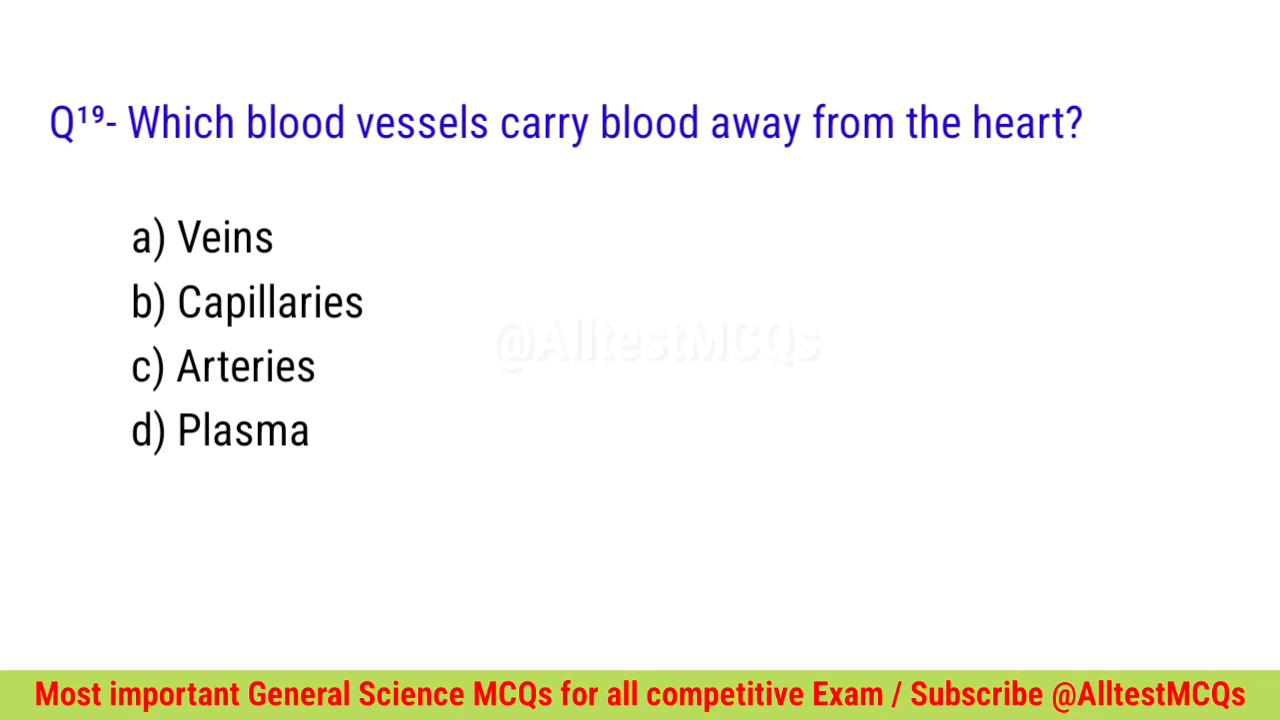 Q¹⁹- Which blood vessels carry blood away from the heart?
a) Veins
b) Capillaries
@AlltestMCQs
c) Arteries
d) Plasma
Most important General Science MCQs for all competitive Exam / Subscribe @AlltestMCQs